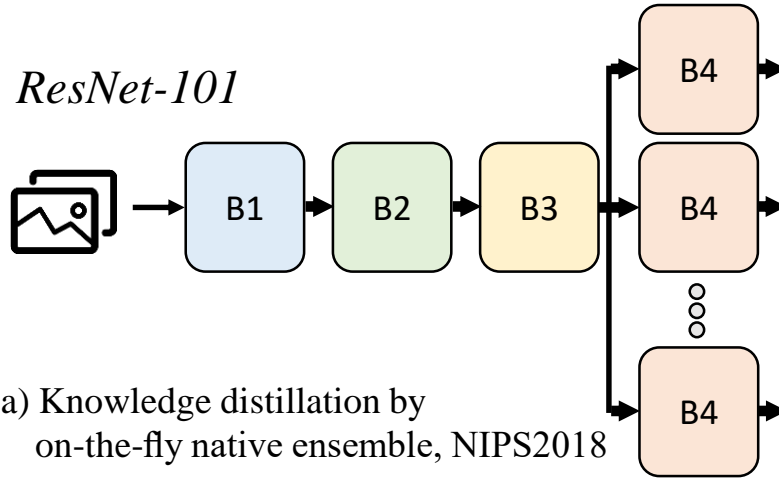 ResNet-101
B1
B2
B3
B4
B4
B4
a) Knowledge distillation by
on-the-fly native ensemble, NIPS2018